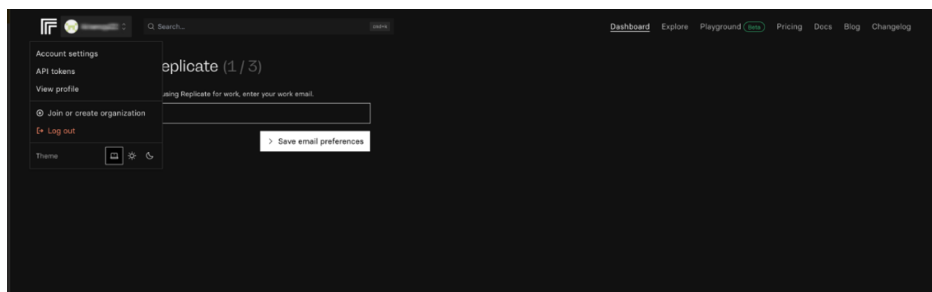 Search... cmd+k Dashboard Explore Playground Beta Pricing Docs Blog Changelog
Account settings
API tokens
View profile
Join or create organization
Log out
Theme
eplicate (1 / 3)
using Replicate for work, enter your work email.
> Save email preferences